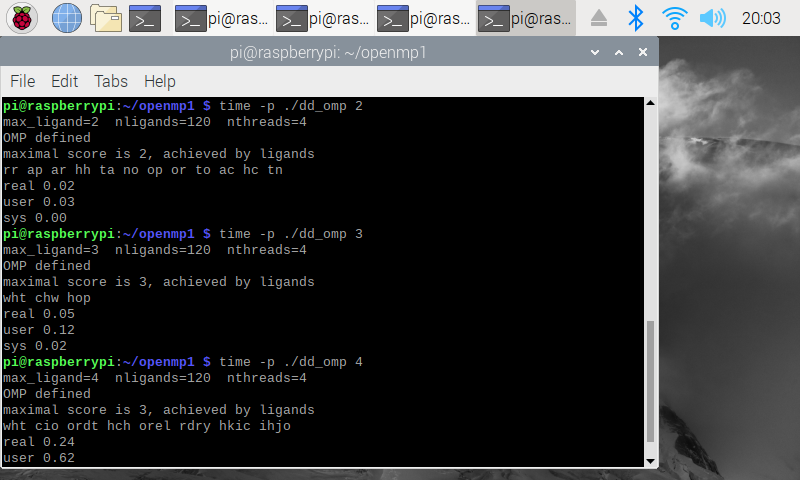 pi@ras... pi@ras... pi@ras... pi@ras... 20:03
pi@raspberrypi: ~/openmp1
File Edit Tabs Help
pi@raspberrypi:~/openmp1 $ time -p ./dd_omp 2
max_ligand=2  nligands=120  nthreads=4
OMP defined
maximal score is 2, achieved by ligands
rr ap ar hh ta no op or to ac hc tn
real 0.02
user 0.03
sys 0.00
pi@raspberrypi:~/openmp1 $ time -p ./dd_omp 3
max_ligand=3  nligands=120  nthreads=4
OMP defined
maximal score is 3, achieved by ligands
wht chw hop
real 0.05
user 0.12
sys 0.02
pi@raspberrypi:~/openmp1 $ time -p ./dd_omp 4
max_ligand=4  nligands=120  nthreads=4
OMP defined
maximal score is 3, achieved by ligands
wht cio ordt hch orel rdry hkic ihjo
real 0.24
user 0.62